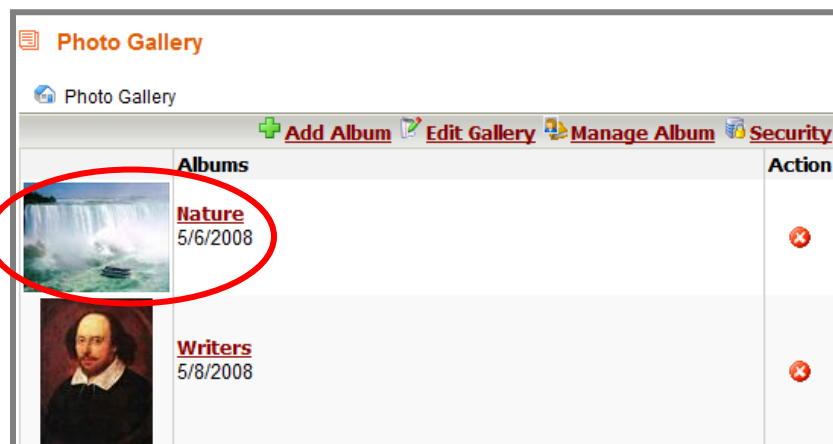 Photo Gallery
Photo Gallery
Add Album Edit Gallery Manage Album Security
Albums Action
Nature
5/6/2008
Writers
5/8/2008